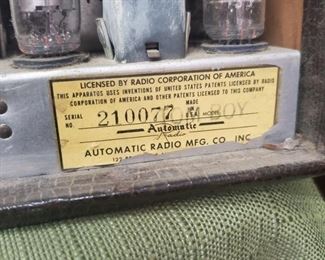 LICENSED BY RADIO CORPORATION OF AMERICA
THIS APPARATUS USES INVENTIONS OF UNITED STATES PATENTS LICENSED BY RADIO
CORPORATION OF AMERICA AND OTHER PATENTS LICENSED TO THIS COMPANY
SERIAL NO. 210077 MADE IN U.S.A. MODEL BOY
Automatic
Radio
AUTOMATIC RADIO MFG. CO INC
122